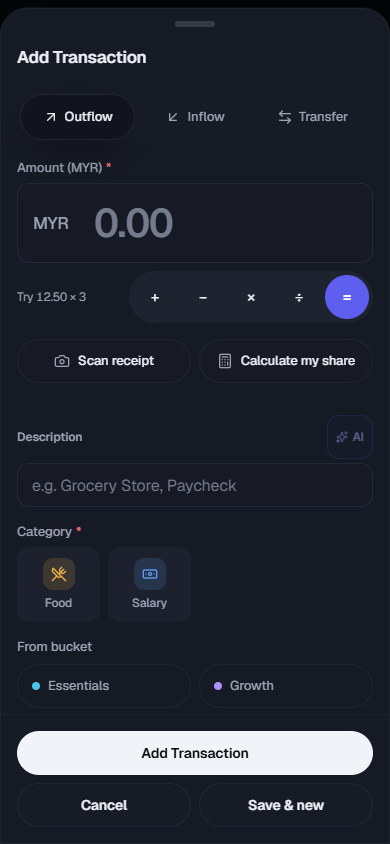 Add Transaction
Outflow Inflow Transfer
Amount (MYR) *
MYR 0.00
Try 12.50 × 3 + − × ÷ =
Scan receipt Calculate my share
Description AI
e.g. Grocery Store, Paycheck
Category *
Food Salary
From bucket
Essentials Growth
Add Transaction
Cancel Save & new